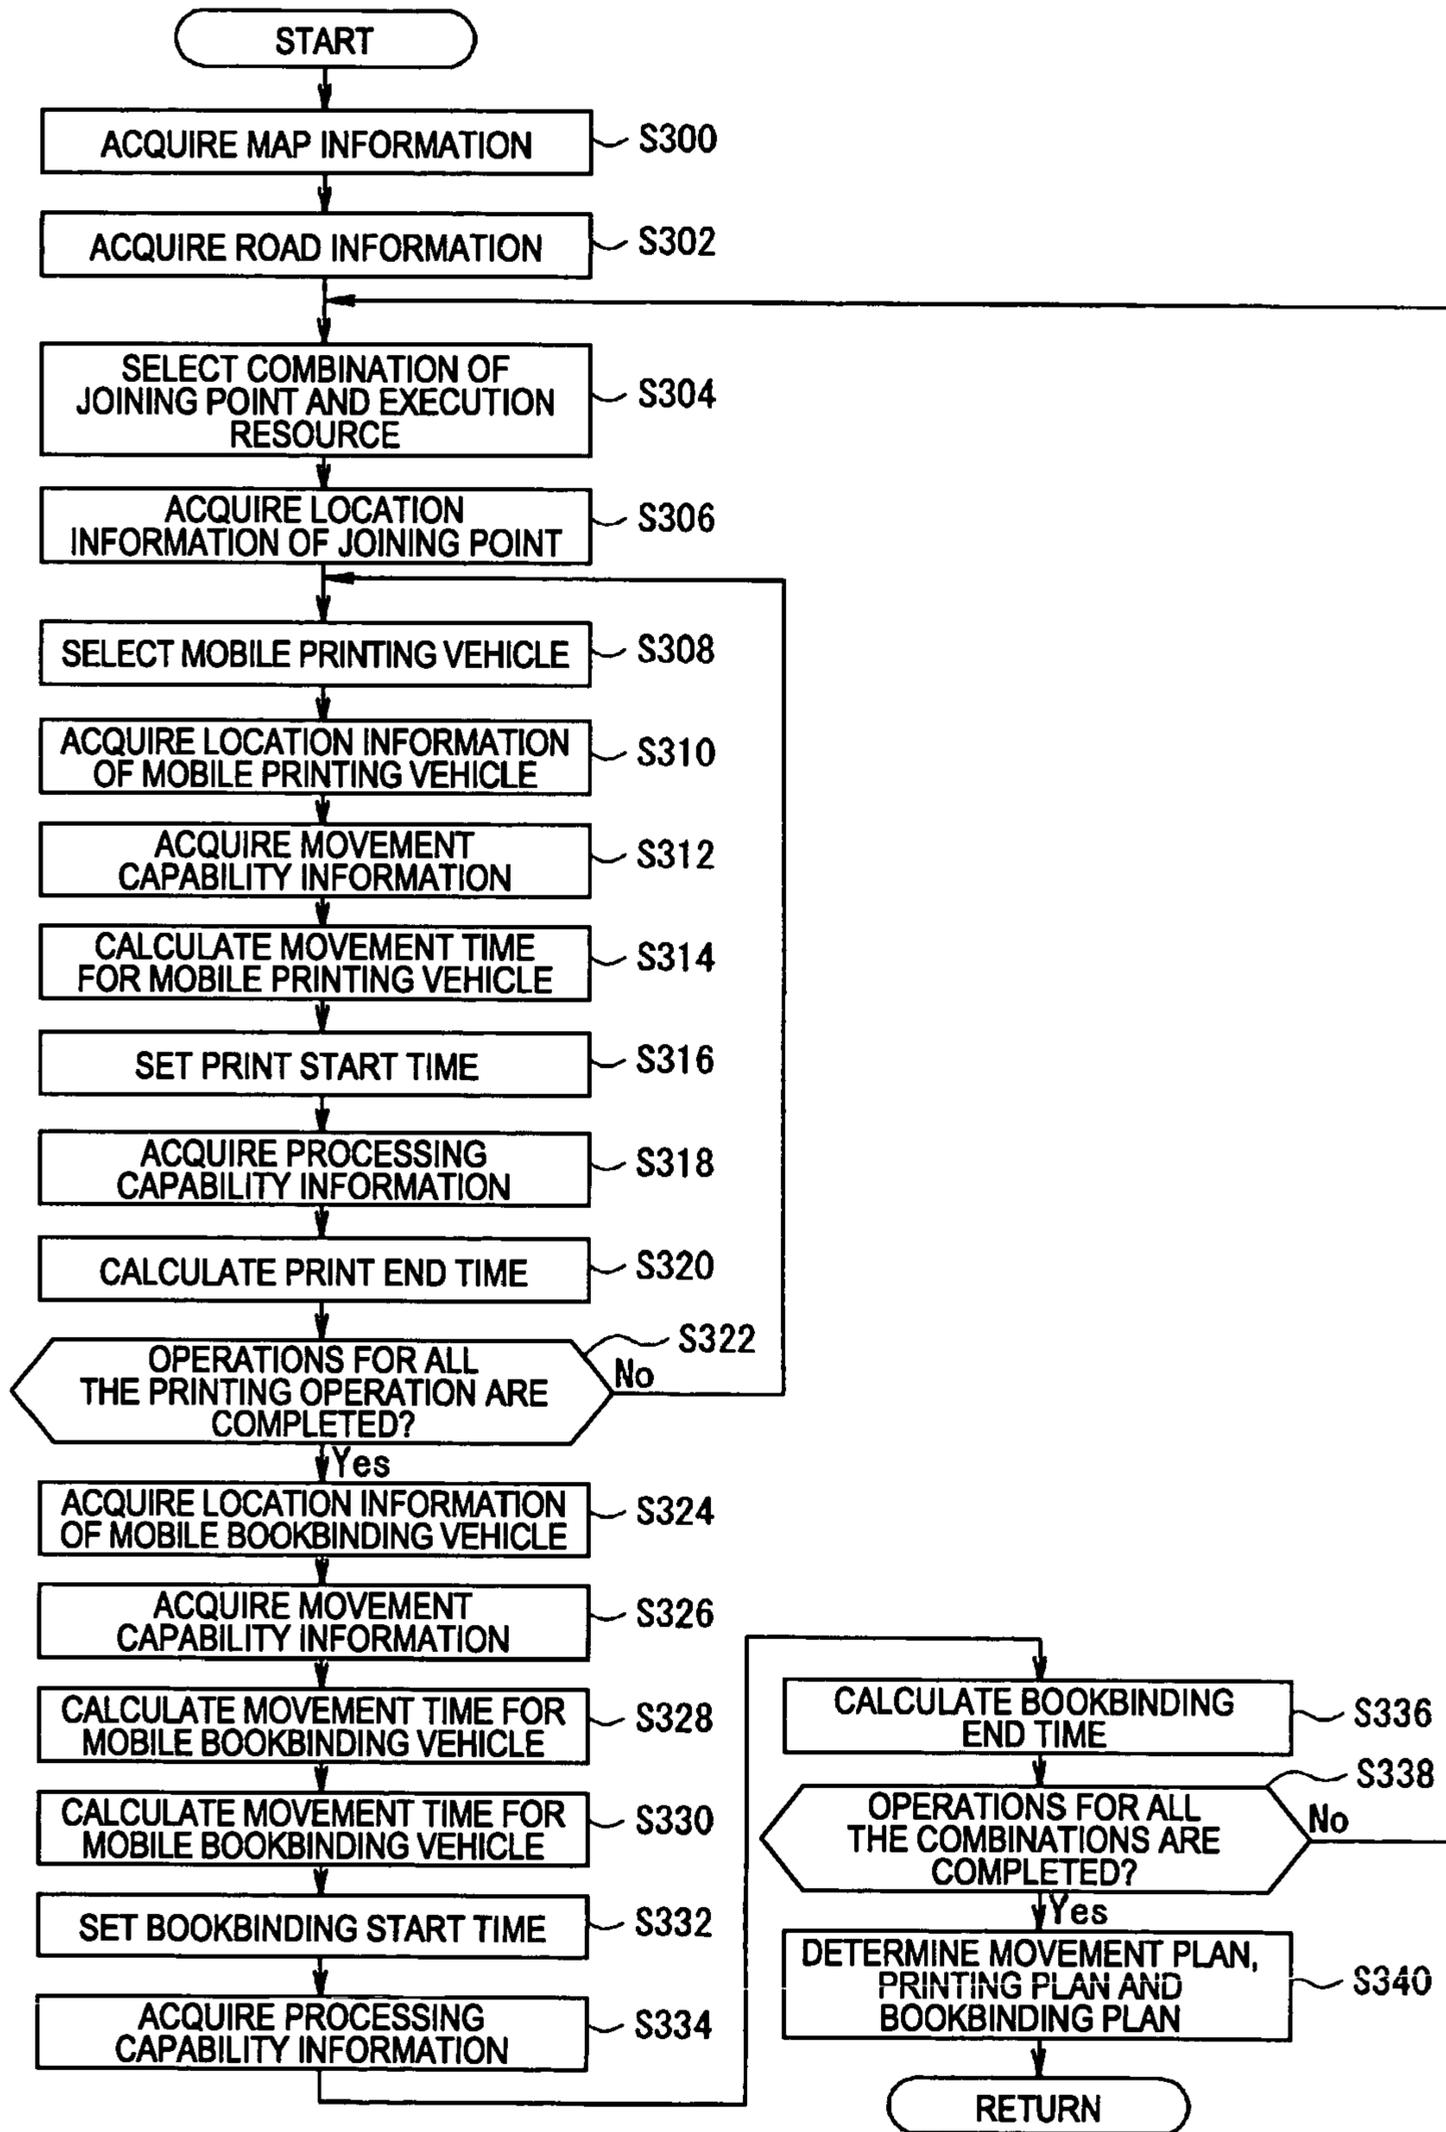 START
ACQUIRE MAP INFORMATION
S300
ACQUIRE ROAD INFORMATION
S302
SELECT COMBINATION OF
JOINING POINT AND EXECUTION
RESOURCE
S304
ACQUIRE LOCATION
INFORMATION OF JOINING POINT
S306
SELECT MOBILE PRINTING VEHICLE
S308
ACQUIRE LOCATION INFORMATION
OF MOBILE PRINTING VEHICLE
S310
ACQUIRE MOVEMENT
CAPABILITY INFORMATION
S312
CALCULATE MOVEMENT TIME
FOR MOBILE PRINTING VEHICLE
S314
SET PRINT START TIME
S316
ACQUIRE PROCESSING
CAPABILITY INFORMATION
S318
CALCULATE PRINT END TIME
S320
OPERATIONS FOR ALL
THE PRINTING OPERATION ARE
COMPLETED?
S322
No
Yes
ACQUIRE LOCATION INFORMATION
OF MOBILE BOOKBINDING VEHICLE
S324
ACQUIRE MOVEMENT
CAPABILITY INFORMATION
S326
CALCULATE MOVEMENT TIME FOR
MOBILE BOOKBINDING VEHICLE
S328
CALCULATE MOVEMENT TIME FOR
MOBILE BOOKBINDING VEHICLE
S330
SET BOOKBINDING START TIME
S332
ACQUIRE PROCESSING
CAPABILITY INFORMATION
S334
CALCULATE BOOKBINDING
END TIME
S336
OPERATIONS FOR ALL
THE COMBINATIONS ARE
COMPLETED?
S338
No
Yes
DETERMINE MOVEMENT PLAN,
PRINTING PLAN AND
BOOKBINDING PLAN
S340
RETURN